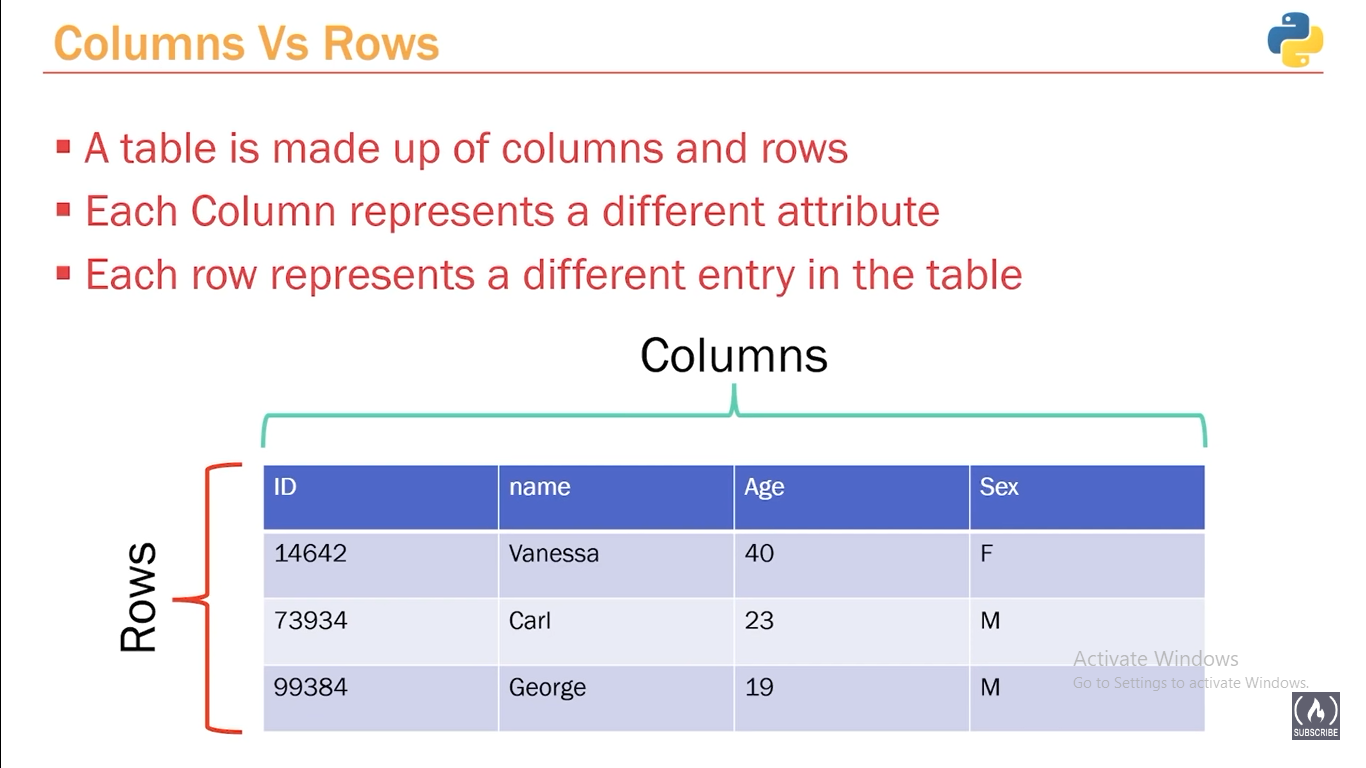 Columns Vs Rows
▪ A table is made up of columns and rows
▪ Each Column represents a different attribute
▪ Each row represents a different entry in the table
Columns
Rows
ID name Age Sex
14642 Vanessa 40 F
73934 Carl 23 M
99384 George 19 M
Activate Windows
Go to Settings to activate Windows.
SUBSCRIBE